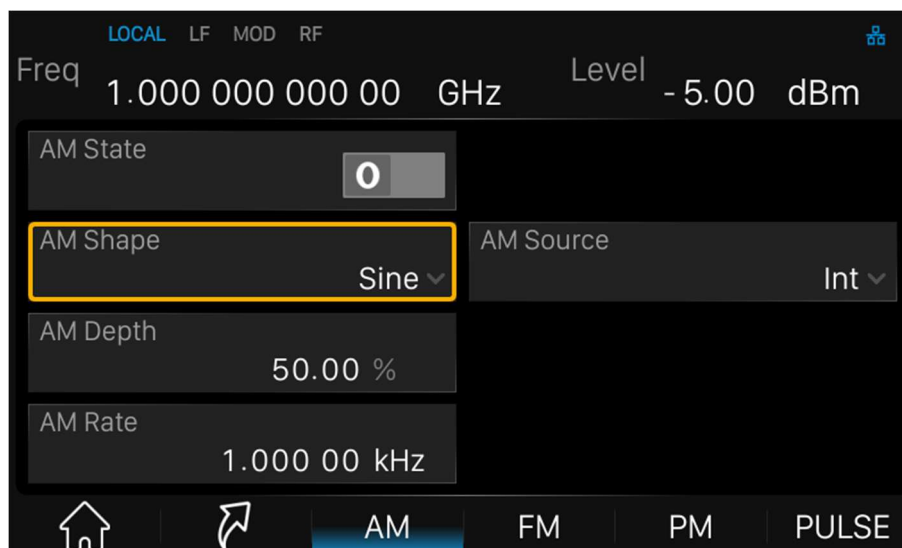 LOCAL LF MOD RF
Freq 1.000 000 000 00 GHz Level - 5.00 dBm
AM State
O
AM Shape AM Source
Sine Int
AM Depth
50.00 %
AM Rate
1.000 00 kHz
AM FM PM PULSE